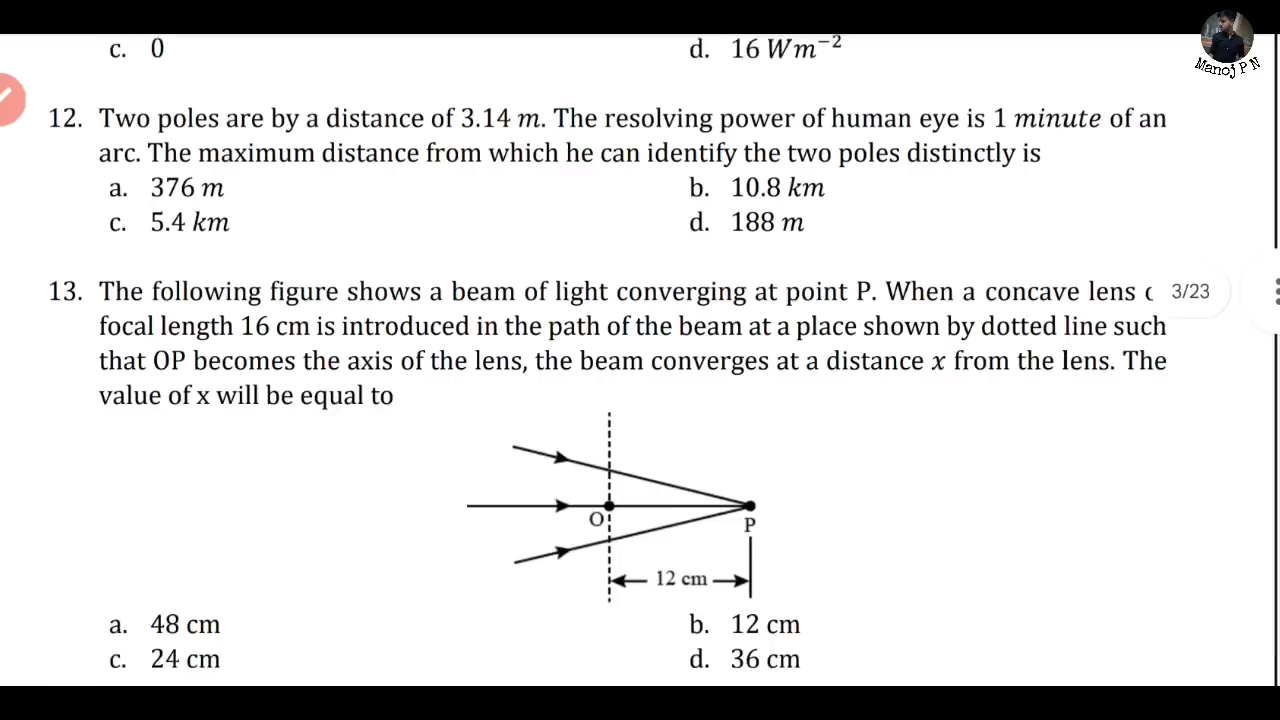 c. 0 d. 16 Wm⁻²
Manoj P N
12. Two poles are by a distance of 3.14 m. The resolving power of human eye is 1 minute of an
arc. The maximum distance from which he can identify the two poles distinctly is
a. 376 m b. 10.8 km
c. 5.4 km d. 188 m
13. The following figure shows a beam of light converging at point P. When a concave lens
3/23
focal length 16 cm is introduced in the path of the beam at a place shown by dotted line such
that OP becomes the axis of the lens, the beam converges at a distance x from the lens. The
value of x will be equal to
O
P
12 cm
a. 48 cm b. 12 cm
c. 24 cm d. 36 cm